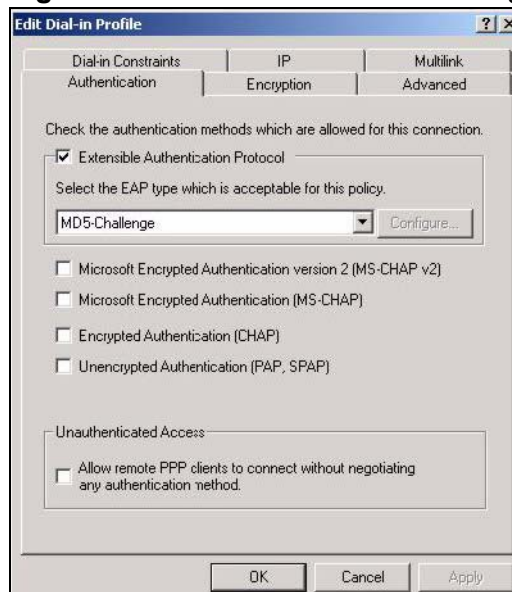 Edit Dial-in Profile
Dial-in Constraints IP Multilink
Authentication Encryption Advanced
Check the authentication methods which are allowed for this connection.
Extensible Authentication Protocol
Select the EAP type which is acceptable for this policy.
MD5-Challenge Configure...
Microsoft Encrypted Authentication version 2 (MS-CHAP v2)
Microsoft Encrypted Authentication (MS-CHAP)
Encrypted Authentication (CHAP)
Unencrypted Authentication (PAP, SPAP)
Unauthenticated Access
Allow remote PPP clients to connect without negotiating
any authentication method.
OK Cancel Apply